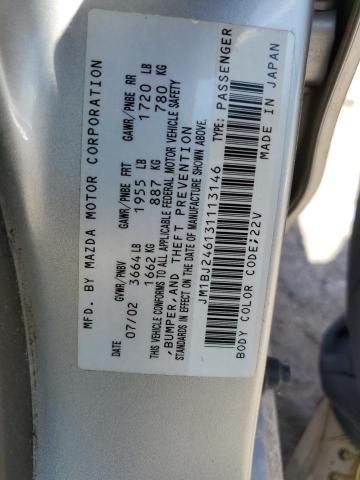 MFD. BY MAZDA MOTOR CORPORATION
DATE GVWR/PNBV GAWR/PNBE FRT GAWR/PNBE RR
07/02 3664 LB 1955 LB 1720 LB
1662 KG 887 KG 780 KG
THIS VEHICLE CONFORMS TO ALL APPLICABLE FEDERAL MOTOR VEHICLE SAFETY
, BUMPER, AND THEFT PREVENTION
STANDARDS IN EFFECT ON THE DATE OF MANUFACTURE SHOWN ABOVE.
JM1BJ246131113146 TYPE: PASSENGER
BODY COLOR CODE:22V MADE IN JAPAN